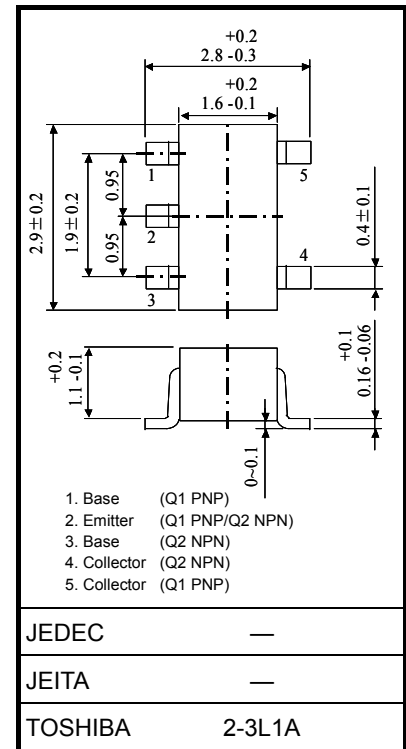 +0.2
2.8 -0.3
+0.2
1.6 -0.1
2.9±0.2
1.9±0.2
0.95
0.95
1
2
3
5
4
0.4±0.1
+0.2
1.1 -0.1
+0.1
0.16 -0.06
0~0.1
1. Base (Q1 PNP)
2. Emitter (Q1 PNP/Q2 NPN)
3. Base (Q2 NPN)
4. Collector (Q2 NPN)
5. Collector (Q1 PNP)
JEDEC —
JEITA —
TOSHIBA 2-3L1A